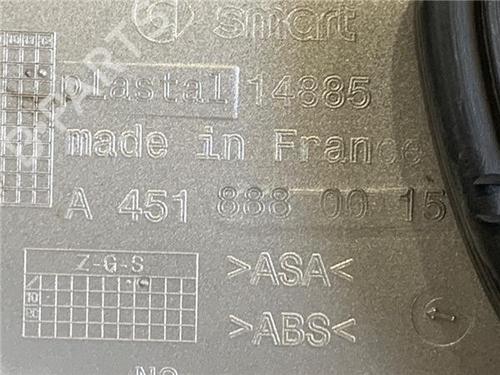 smart
plastal 14885
made in France
A 451 888 00 15
Z-G-S
>ASA<
>ABS<